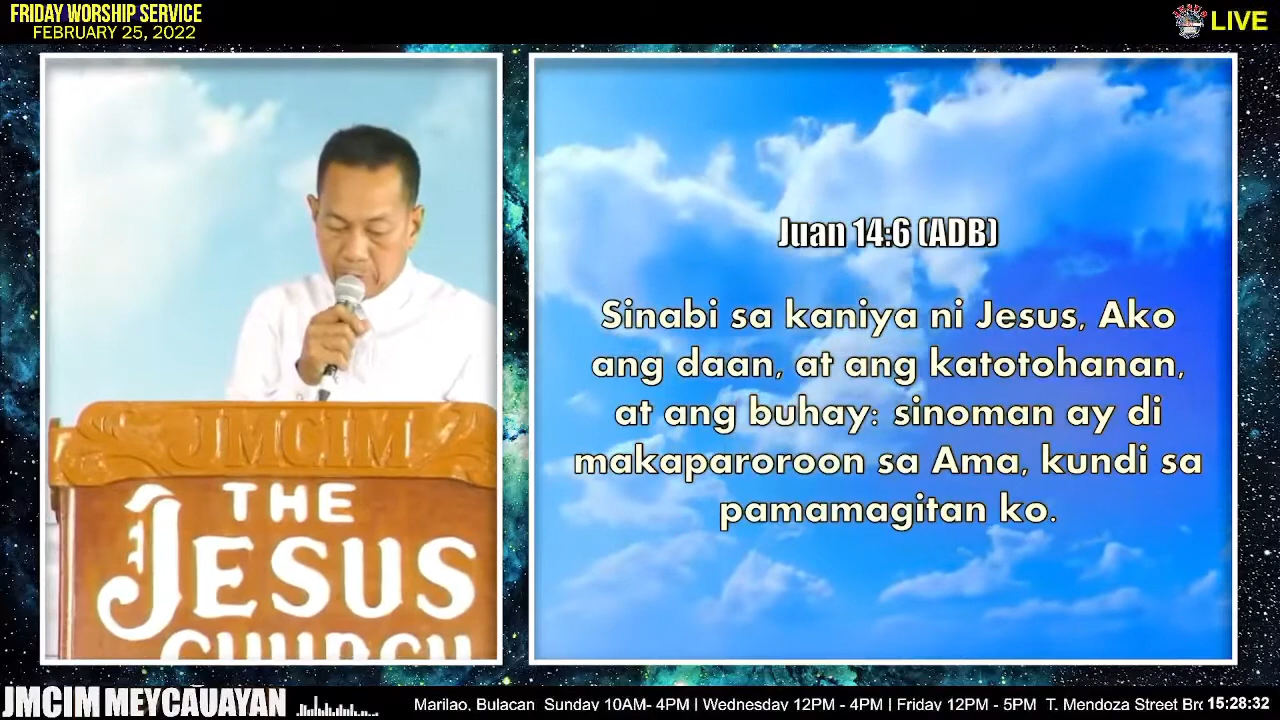 FRIDAY WORSHIP SERVICE
FEBRUARY 25, 2022
LIVE
JMCIM
THE
JESUS
CHURCH
Juan 14:6 (ADB)
Sinabi sa kaniya ni Jesus, Ako
ang daan, at ang katotohanan,
at ang buhay: sinoman ay di
makaparoroon sa Ama, kundi sa
pamamagitan ko.
JMCIM MEYCAUAYAN
Marilao, Bulacan Sunday 10AM- 4PM | Wednesday 12PM - 4PM | Friday 12PM - 5PM T. Mendoza Street 15:28:32